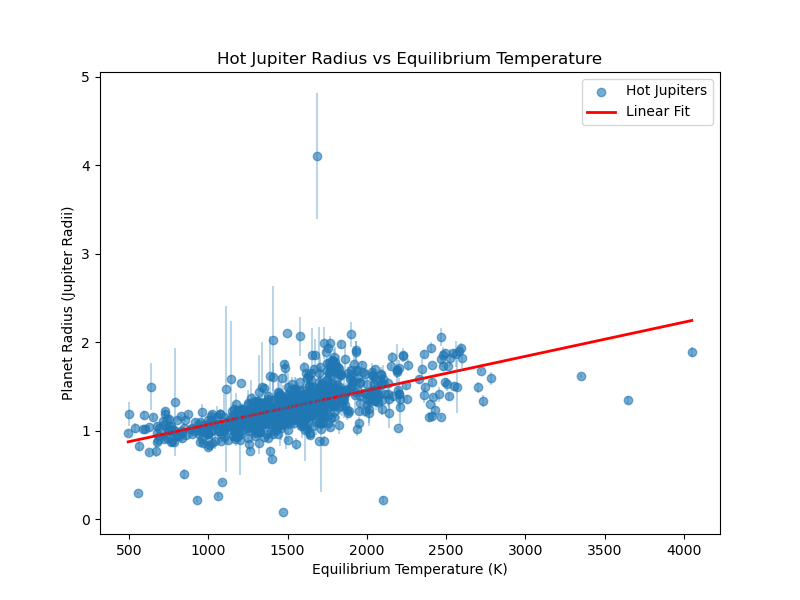 Hot Jupiter Radius vs Equilibrium Temperature
Hot Jupiters
Linear Fit
Planet Radius (Jupiter Radii)
5
4
3
2
1
0
500 1000 1500 2000 2500 3000 3500 4000
Equilibrium Temperature (K)